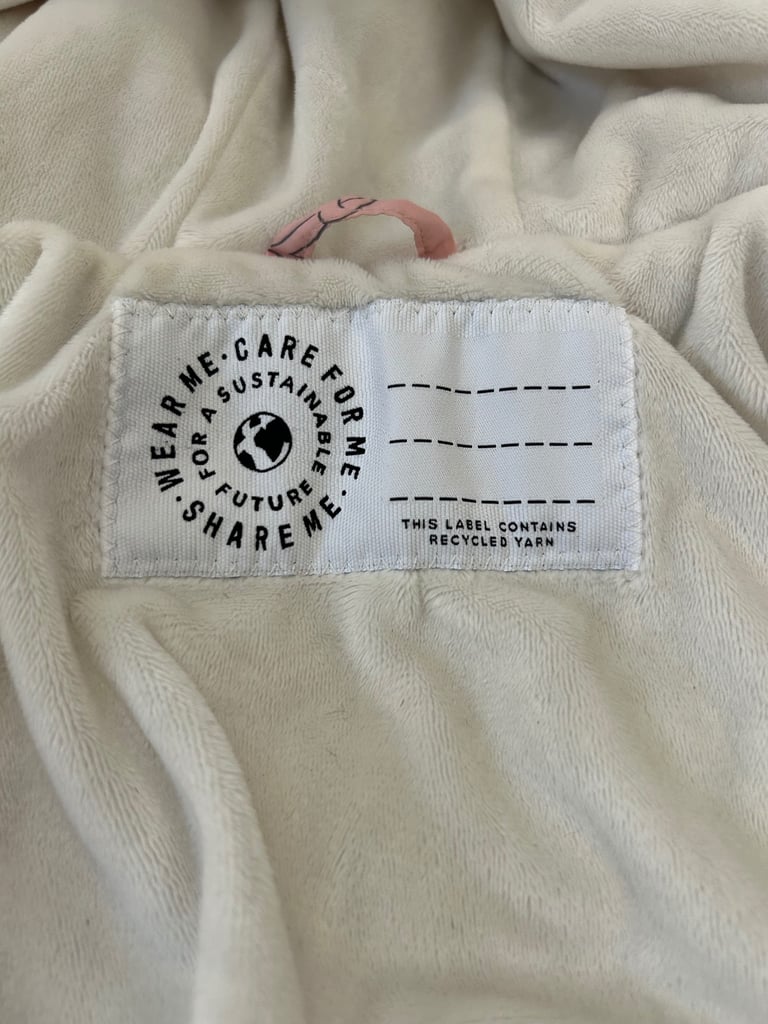 WEAR ME · CARE FOR ME · SHARE ME ·
FOR A SUSTAINABLE FUTURE
THIS LABEL CONTAINS
RECYCLED YARN